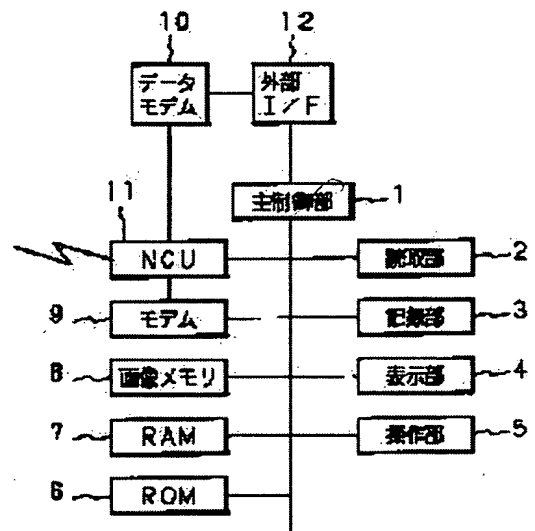 10
12
データ
モデム
外部
I/F
主制御部
1
11
NCU
読取部
2
9
モデム
記録部
3
8
画像メモリ
表示部
4
7
RAM
操作部
5
6
ROM